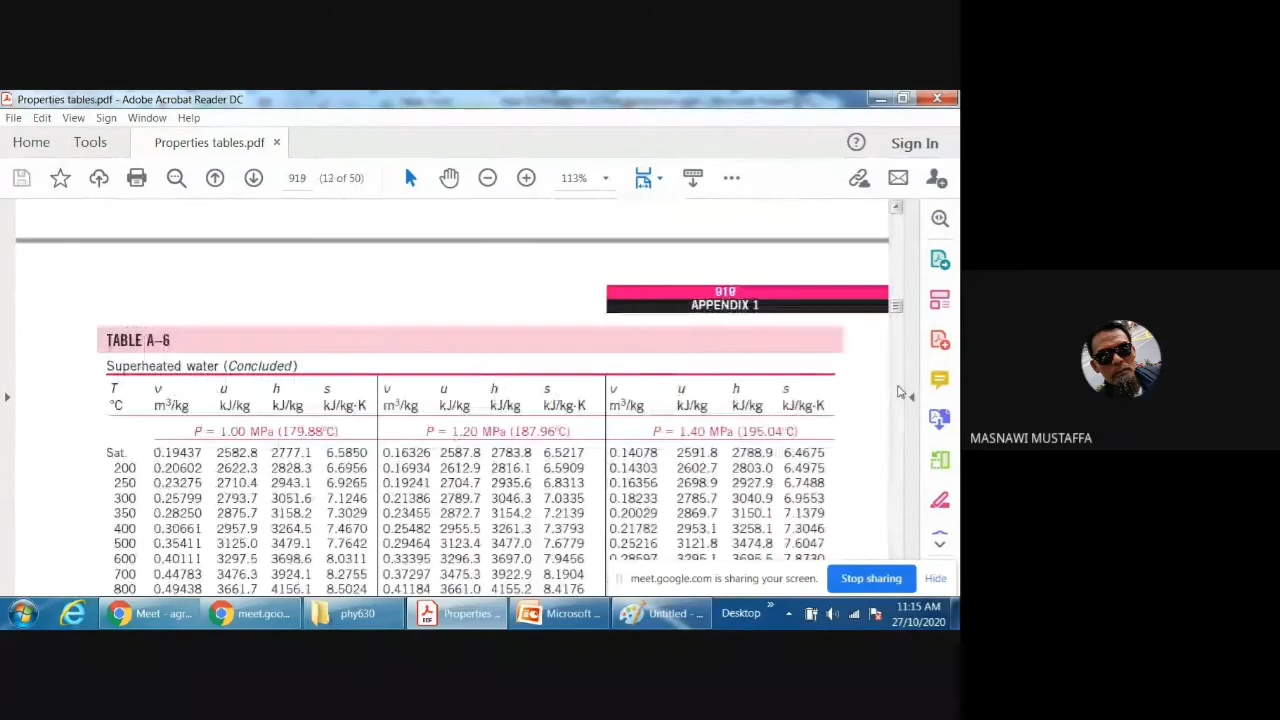 Properties tables.pdf - Adobe Acrobat Reader DC
File Edit View Sign Window Help
Home Tools Properties tables.pdf × Sign In
919 (12 of 50) 113%
919
APPENDIX 1
TABLE A–6
Superheated water (Concluded)
T v u h s v u h s v u h s
°C m³/kg kJ/kg kJ/kg kJ/kg·K m³/kg kJ/kg kJ/kg kJ/kg·K m³/kg kJ/kg kJ/kg kJ/kg·K
P = 1.00 MPa (179.88°C) P = 1.20 MPa (187.96°C) P = 1.40 MPa (195.04°C)
Sat. 0.19437 2582.8 2777.1 6.5850 0.16326 2587.8 2783.8 6.5217 0.14078 2591.8 2788.9 6.4675
200 0.20602 2622.3 2828.3 6.6956 0.16934 2612.9 2816.1 6.5909 0.14303 2602.7 2803.0 6.4975
250 0.23275 2710.4 2943.1 6.9265 0.19241 2704.7 2935.6 6.8313 0.16356 2698.9 2927.9 6.7488
300 0.25799 2793.7 3051.6 7.1246 0.21386 2789.7 3046.3 7.0335 0.18233 2785.7 3040.9 6.9553
350 0.28250 2875.7 3158.2 7.3029 0.23455 2872.7 3154.2 7.2139 0.20029 2869.7 3150.1 7.1379
400 0.30661 2957.9 3264.5 7.4670 0.25482 2955.5 3261.3 7.3793 0.21782 2953.1 3258.1 7.3046
500 0.35411 3125.0 3479.1 7.7642 0.29464 3123.4 3477.0 7.6779 0.25216 3121.8 3474.8 7.6047
600 0.40111 3297.5 3698.6 8.0311 0.33395 3296.3 3697.0 7.9456 0.28597 3295.1 3695.5 7.8730
700 0.44783 3476.3 3924.1 8.2755 0.37297 3475.3 3922.9 8.1904
800 0.49438 3661.7 4156.1 8.5024 0.41184 3661.0 4155.2 8.4176
meet.google.com is sharing your screen. Stop sharing Hide
Meet - agr... meet.goo... phy630 Properties ... Microsoft ... Untitled - ... Desktop » 11:15 AM
27/10/2020
MASNAWI MUSTAFFA